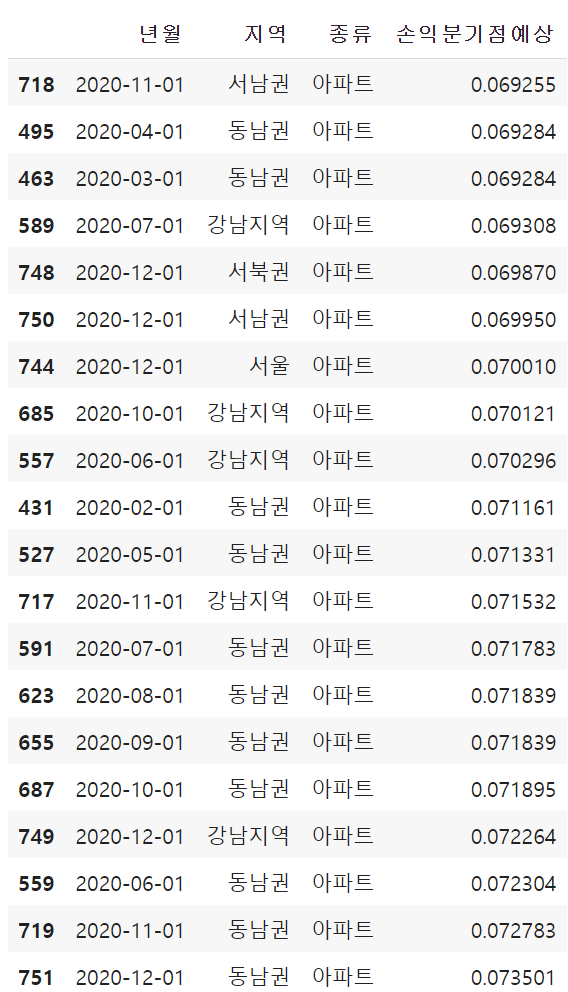 년월 지역 종류 손익분기점예상
718 2020-11-01 서남권 아파트 0.069255
495 2020-04-01 동남권 아파트 0.069284
463 2020-03-01 동남권 아파트 0.069284
589 2020-07-01 강남지역 아파트 0.069308
748 2020-12-01 서북권 아파트 0.069870
750 2020-12-01 서남권 아파트 0.069950
744 2020-12-01 서울 아파트 0.070010
685 2020-10-01 강남지역 아파트 0.070121
557 2020-06-01 강남지역 아파트 0.070296
431 2020-02-01 동남권 아파트 0.071161
527 2020-05-01 동남권 아파트 0.071331
717 2020-11-01 강남지역 아파트 0.071532
591 2020-07-01 동남권 아파트 0.071783
623 2020-08-01 동남권 아파트 0.071839
655 2020-09-01 동남권 아파트 0.071839
687 2020-10-01 동남권 아파트 0.071895
749 2020-12-01 강남지역 아파트 0.072264
559 2020-06-01 동남권 아파트 0.072304
719 2020-11-01 동남권 아파트 0.072783
751 2020-12-01 동남권 아파트 0.073501